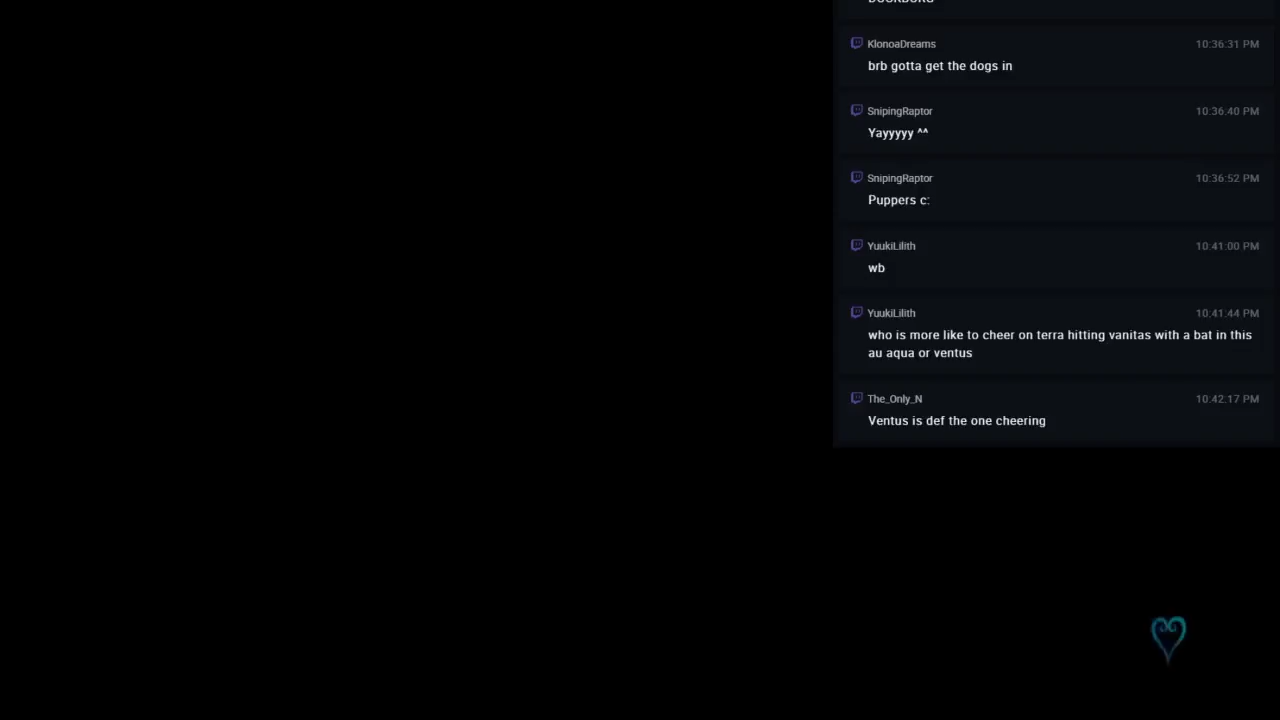 KlonoaDreams 10:36:31 PM
brb gotta get the dogs in
SnipingRaptor 10:36:40 PM
Yayyyyy ^^
SnipingRaptor 10:36:52 PM
Puppers c:
YuukiLilith 10:41:00 PM
wb
YuukiLilith 10:41:44 PM
who is more like to cheer on terra hitting vanitas with a bat in this
au aqua or ventus
The_Only_N 10:42:17 PM
Ventus is def the one cheering